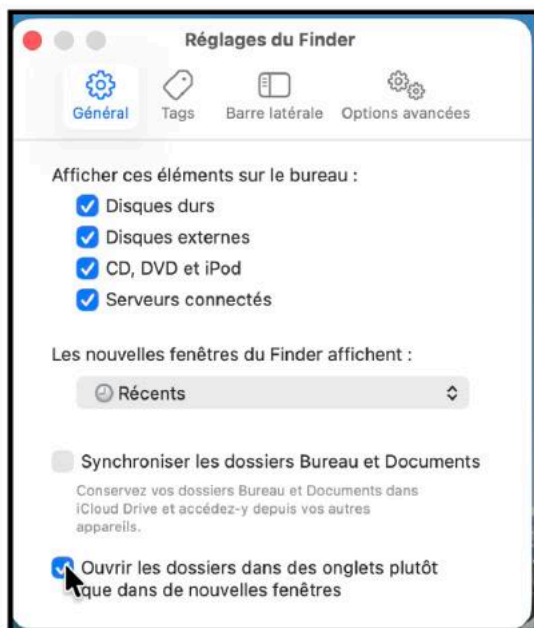 Réglages du Finder
Général Tags Barre latérale Options avancées
Afficher ces éléments sur le bureau :
Disques durs
Disques externes
CD, DVD et iPod
Serveurs connectés
Les nouvelles fenêtres du Finder affichent :
Récents
Synchroniser les dossiers Bureau et Documents
Conservez vos dossiers Bureau et Documents dans
iCloud Drive et accédez-y depuis vos autres
appareils.
Ouvrir les dossiers dans des onglets plutôt
que dans de nouvelles fenêtres